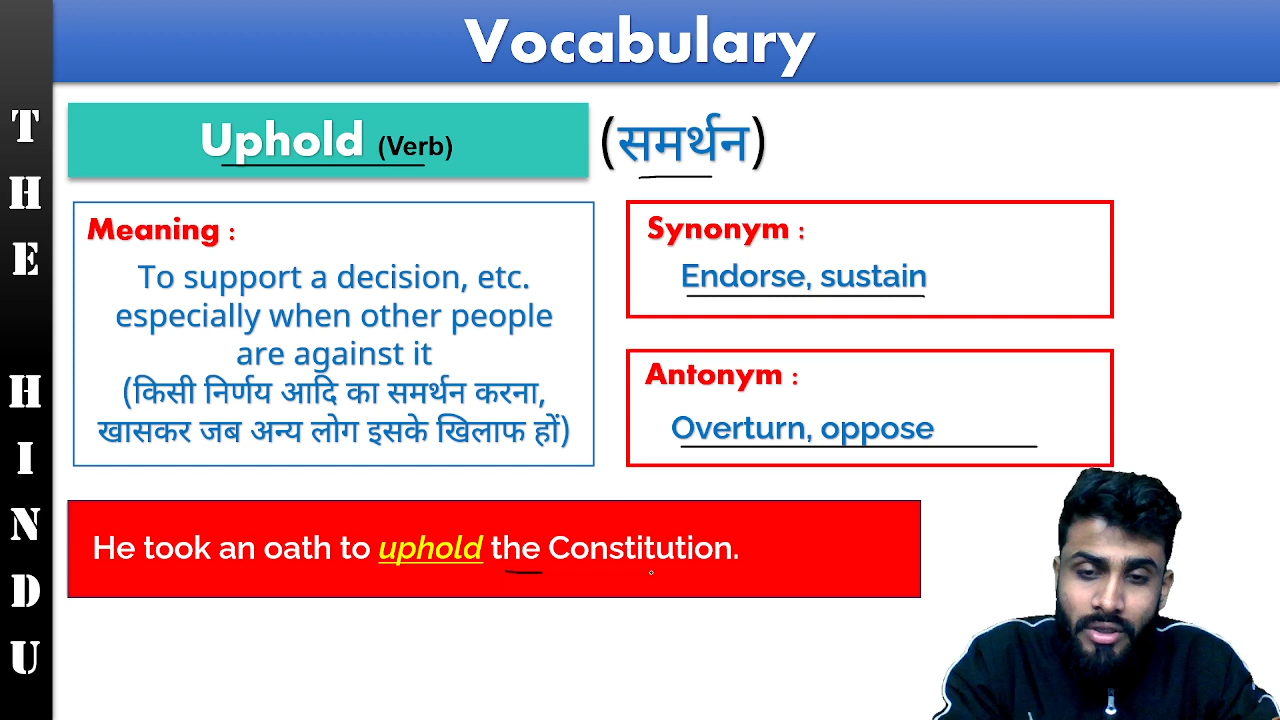 Vocabulary
THE HINDU
Uphold (Verb)
(समर्थन)
Meaning :
To support a decision, etc.
especially when other people
are against it
(किसी निर्णय आदि का समर्थन करना,
खासकर जब अन्य लोग इसके खिलाफ हों)
Synonym :
Endorse, sustain
Antonym :
Overturn, oppose
He took an oath to uphold the Constitution.